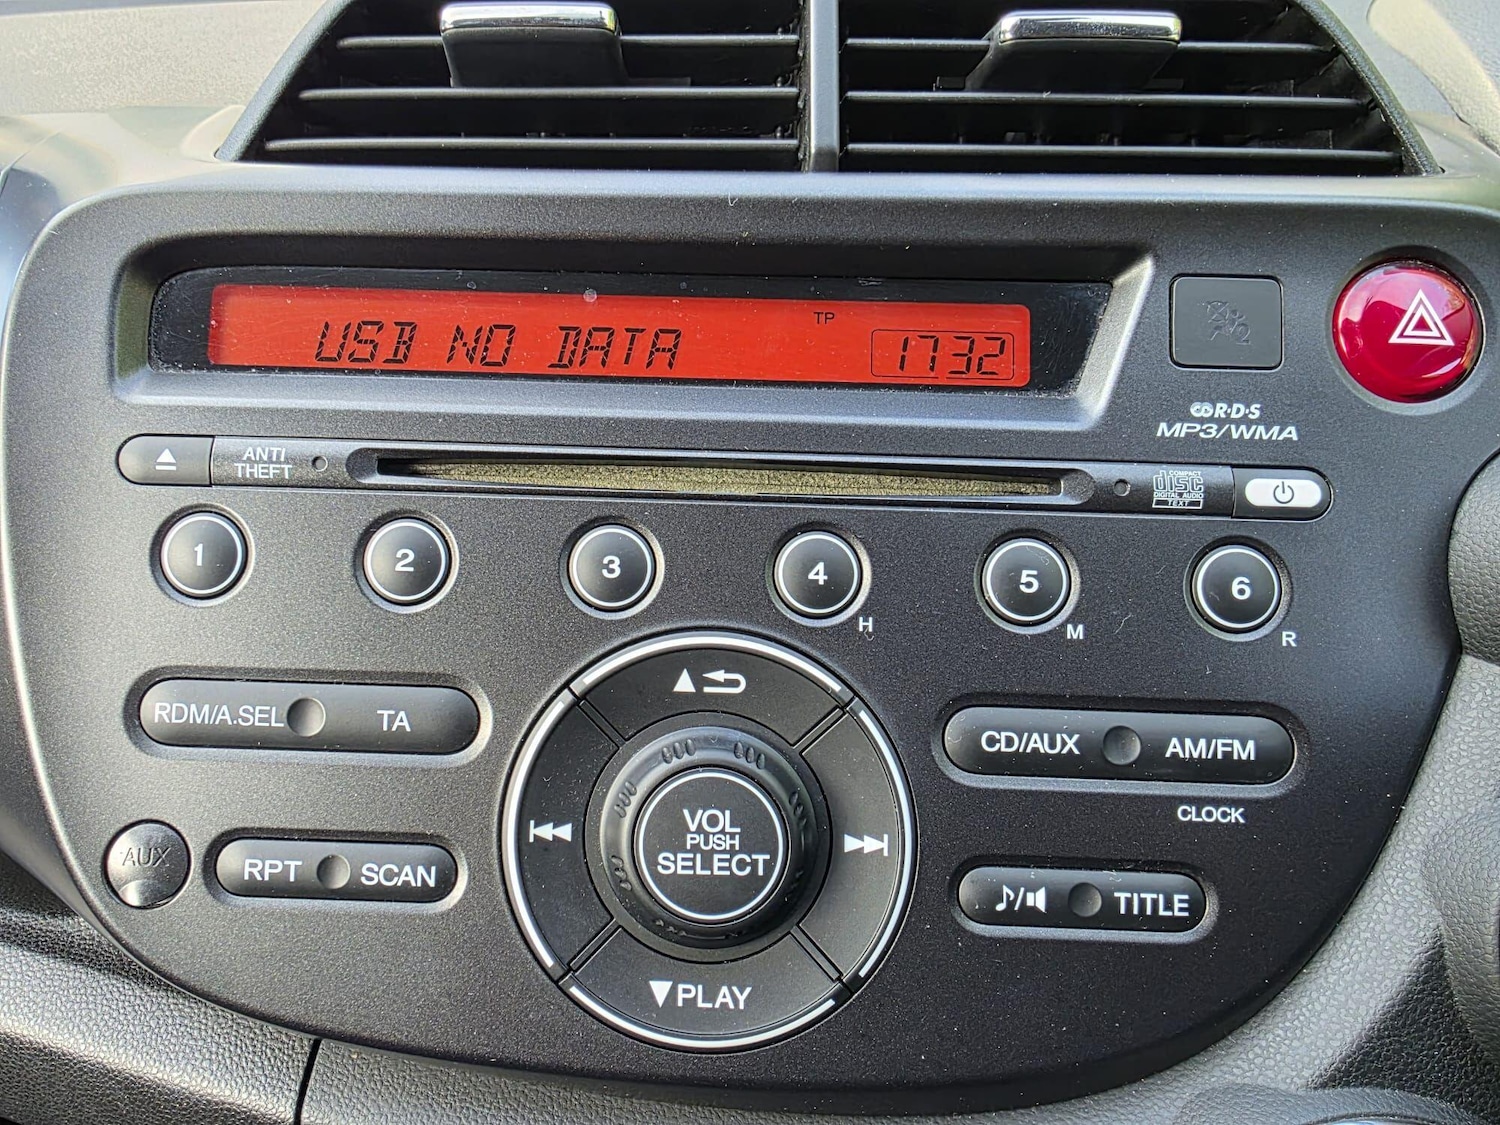 TP
USB NO DATA
1732
R·D·S
MP3/WMA
ANTI
THEFT
COMPACT
disc
DIGITAL AUDIO
TEXT
1
2
3
4
5
6
H
M
R
RDM/A.SEL
TA
CD/AUX
AM/FM
CLOCK
AUX
RPT
SCAN
VOL
PUSH
SELECT
TITLE
PLAY